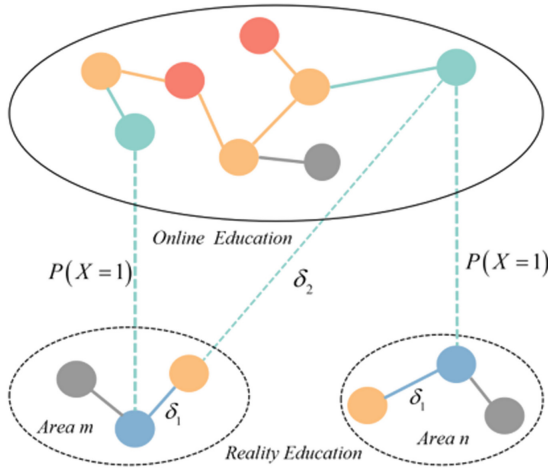 Online Education
P(X=1)
δ₂
P(X=1)
δ₁
Area m
δ₁
Area n
Reality Education